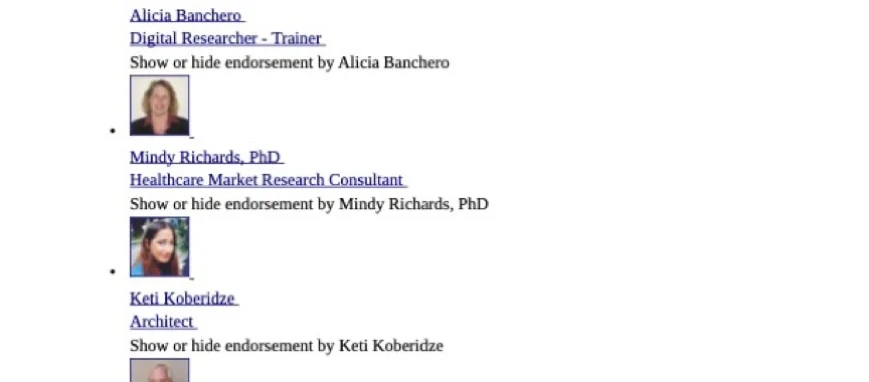 Alicia Banchero
Digital Researcher - Trainer
Show or hide endorsement by Alicia Banchero
Mindy Richards, PhD
Healthcare Market Research Consultant
Show or hide endorsement by Mindy Richards, PhD
Keti Koberidze
Architect
Show or hide endorsement by Keti Koberidze